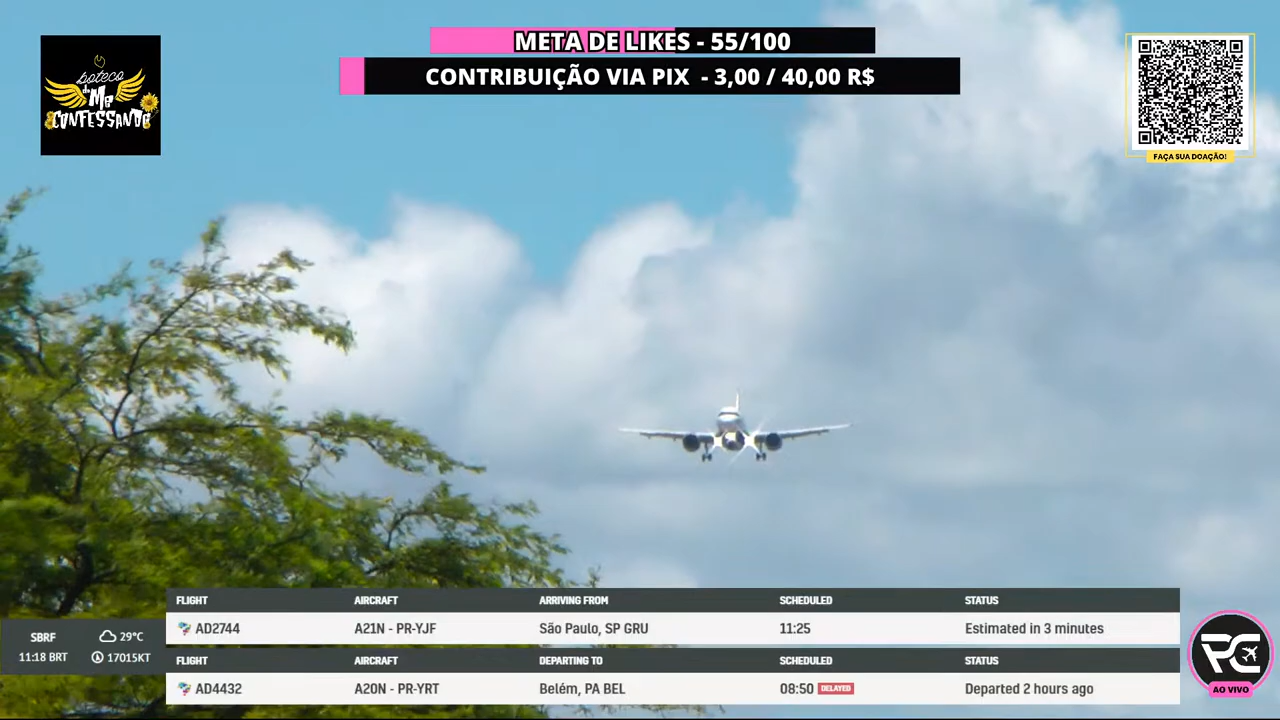 META DE LIKES - 55/100
CONTRIBUIÇÃO VIA PIX - 3,00 / 40,00 R$
boteco
do Me
CONFESSANDO
FAÇA SUA DOAÇÃO!
FLIGHT AIRCRAFT ARRIVING FROM SCHEDULED STATUS
AD2744 A21N - PR-YJF São Paulo, SP GRU 11:25 Estimated in 3 minutes
SBRF 29°C
11:18 BRT 17015KT
FLIGHT AIRCRAFT DEPARTING TO SCHEDULED STATUS
AD4432 A20N - PR-YRT Belém, PA BEL 08:50 DELAYED Departed 2 hours ago
RC
AO VIVO